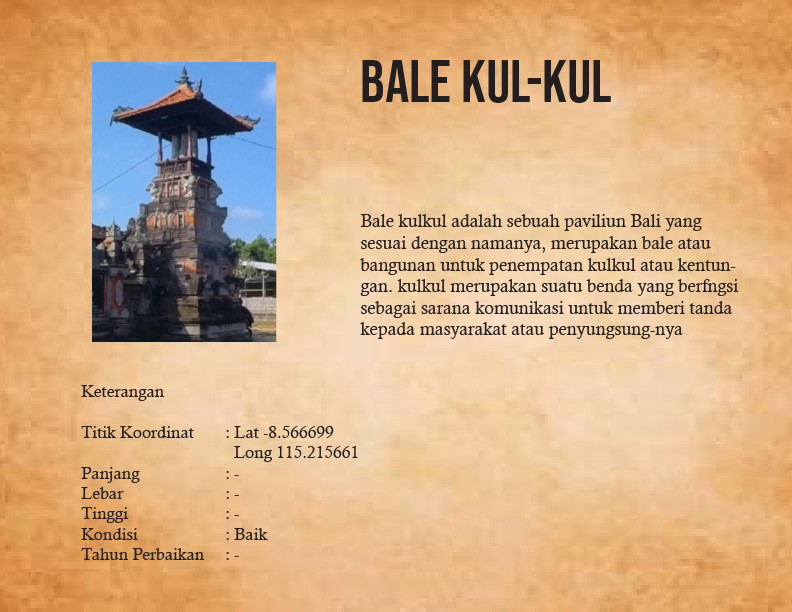 BALE KUL-KUL
Bale kulkul adalah sebuah paviliun Bali yang
sesuai dengan namanya, merupakan bale atau
bangunan untuk penempatan kulkul atau kentun-
gan. kulkul merupakan suatu benda yang berfngsi
sebagai sarana komunikasi untuk memberi tanda
kepada masyarakat atau penyungsung-nya
Keterangan
Titik Koordinat : Lat -8.566699
Long 115.215661
Panjang : -
Lebar : -
Tinggi : -
Kondisi : Baik
Tahun Perbaikan : -